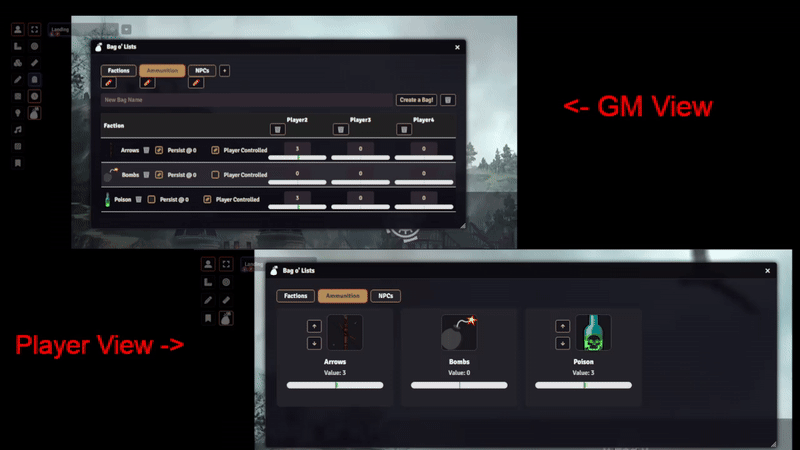 Landing
Bag o' Lists
Factions Ammunition NPCs +
New Bag Name Create a Bag!
Faction Player2 Player3 Player4
Arrows Persist @ 0 Player Controlled 3 0 0
Bombs Persist @ 0 Player Controlled 0 0 0
Poison Persist @ 0 Player Controlled 3 0 0
<- GM View
Landing
Bag o' Lists
Factions Ammunition NPCs
Arrows Bombs Poison
Value: 3 Value: 0 Value: 3
Player View ->